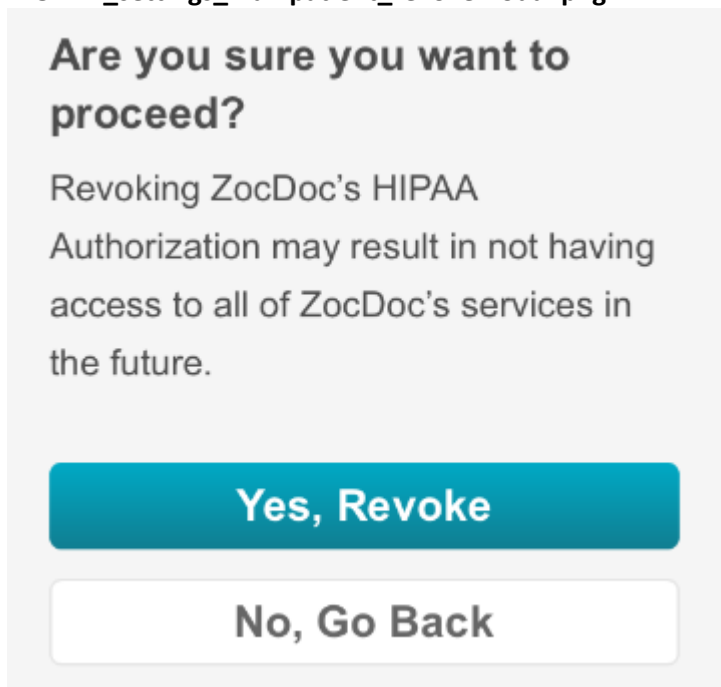 Are you sure you want to
proceed?
Revoking ZocDoc’s HIPAA
Authorization may result in not having
access to all of ZocDoc’s services in
the future.
Yes, Revoke
No, Go Back